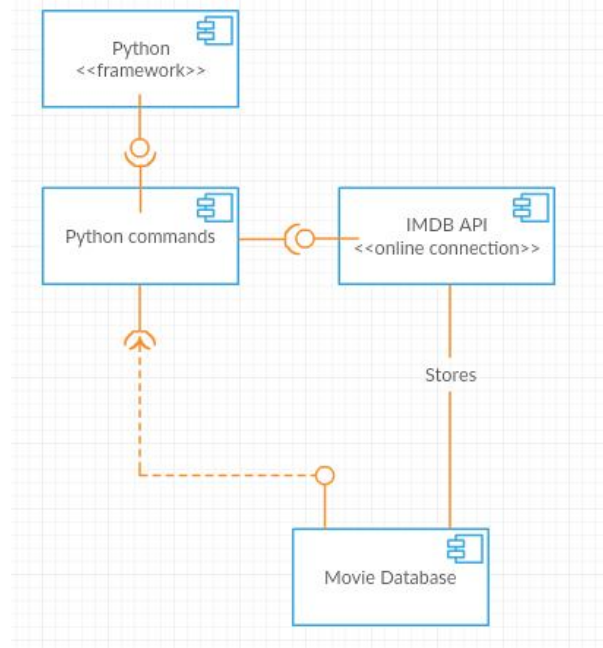 Python
<<framework>>
Python commands
IMDB API
<<online connection>>
Stores
Movie Database